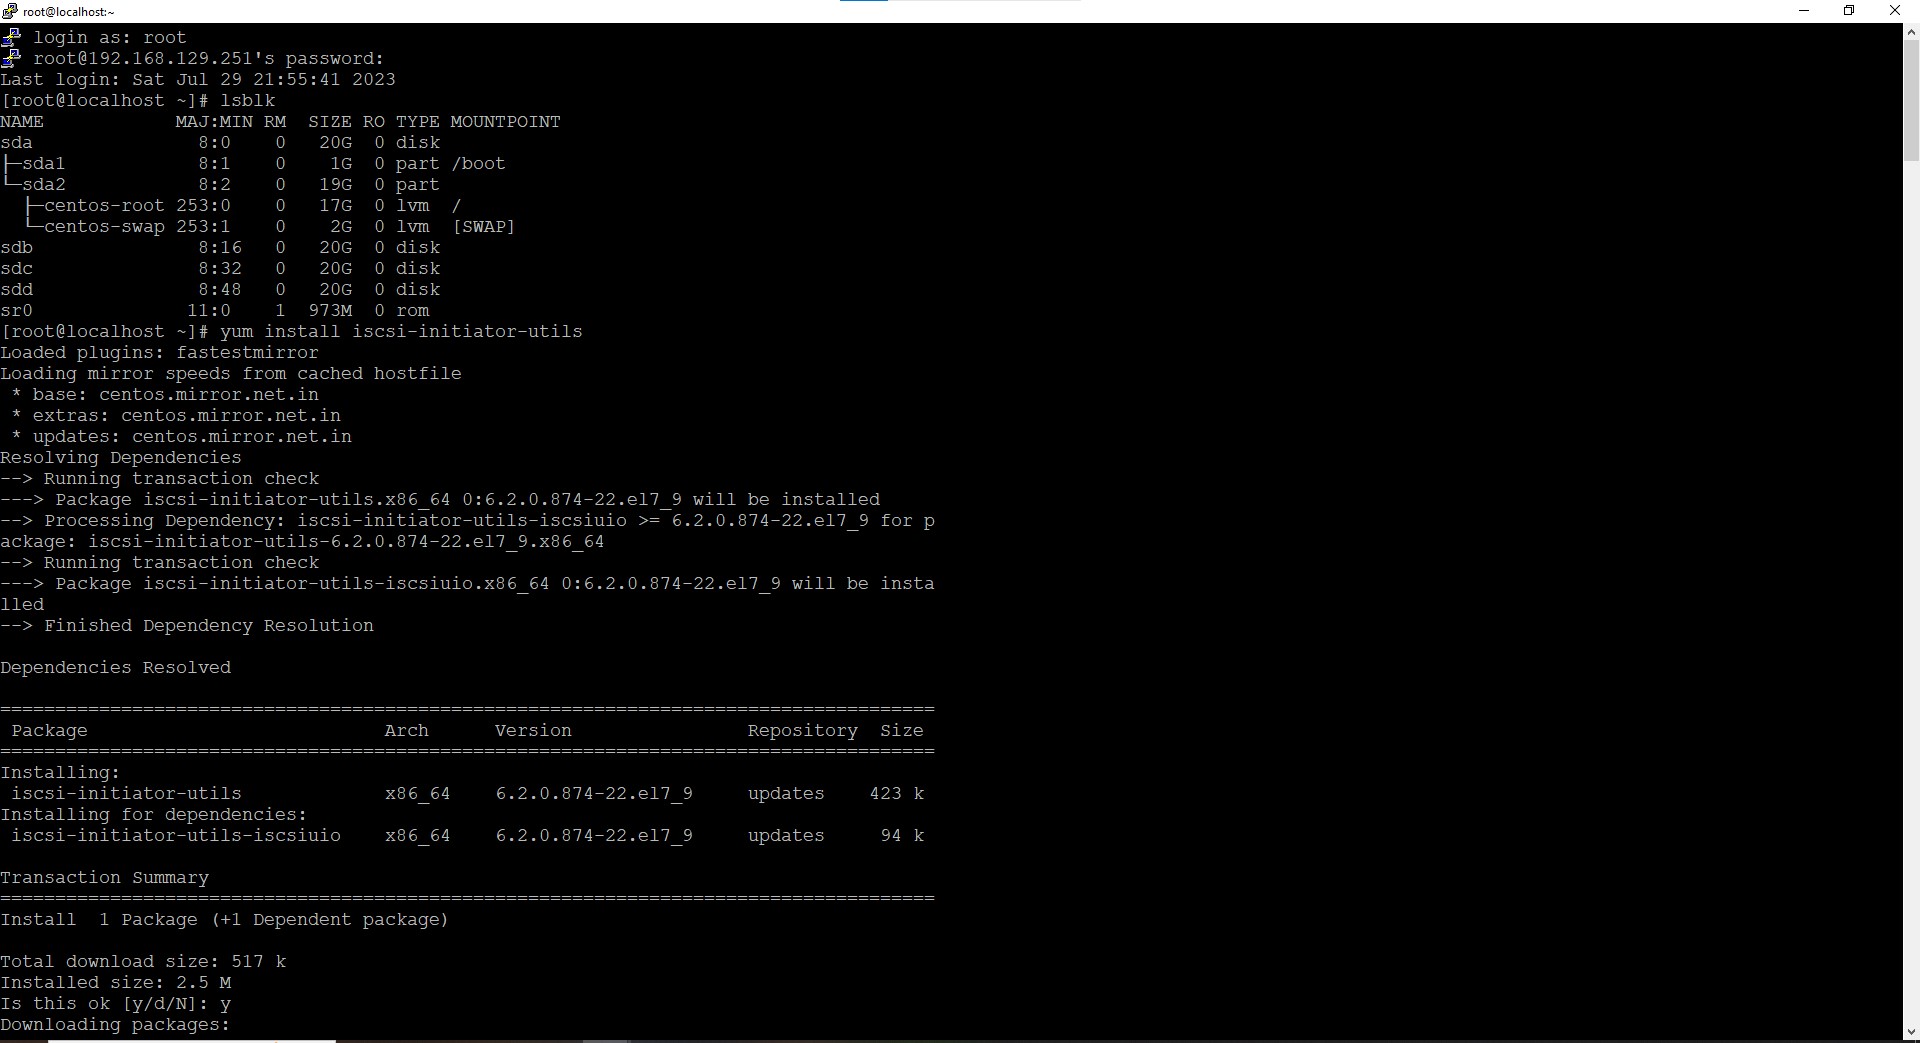 root@localhost:~
login as: root
root@192.168.129.251's password:
Last login: Sat Jul 29 21:55:41 2023
[root@localhost ~]# lsblk
NAME            MAJ:MIN RM  SIZE RO TYPE MOUNTPOINT
sda               8:0    0   20G  0 disk
├─sda1            8:1    0    1G  0 part /boot
└─sda2            8:2    0   19G  0 part
  ├─centos-root 253:0    0   17G  0 lvm  /
  └─centos-swap 253:1    0    2G  0 lvm  [SWAP]
sdb               8:16   0   20G  0 disk
sdc               8:32   0   20G  0 disk
sdd               8:48   0   20G  0 disk
sr0              11:0    1  973M  0 rom
[root@localhost ~]# yum install iscsi-initiator-utils
Loaded plugins: fastestmirror
Loading mirror speeds from cached hostfile
 * base: centos.mirror.net.in
 * extras: centos.mirror.net.in
 * updates: centos.mirror.net.in
Resolving Dependencies
--> Running transaction check
---> Package iscsi-initiator-utils.x86_64 0:6.2.0.874-22.el7_9 will be installed
--> Processing Dependency: iscsi-initiator-utils-iscsiuio >= 6.2.0.874-22.el7_9 for p
ackage: iscsi-initiator-utils-6.2.0.874-22.el7_9.x86_64
--> Running transaction check
---> Package iscsi-initiator-utils-iscsiuio.x86_64 0:6.2.0.874-22.el7_9 will be insta
lled
--> Finished Dependency Resolution

Dependencies Resolved

=====================================================================================
 Package                           Arch      Version                Repository  Size
=====================================================================================
Installing:
 iscsi-initiator-utils             x86_64    6.2.0.874-22.el7_9     updates    423 k
Installing for dependencies:
 iscsi-initiator-utils-iscsiuio    x86_64    6.2.0.874-22.el7_9     updates     94 k

Transaction Summary
=====================================================================================
Install  1 Package (+1 Dependent package)

Total download size: 517 k
Installed size: 2.5 M
Is this ok [y/d/N]: y
Downloading packages: